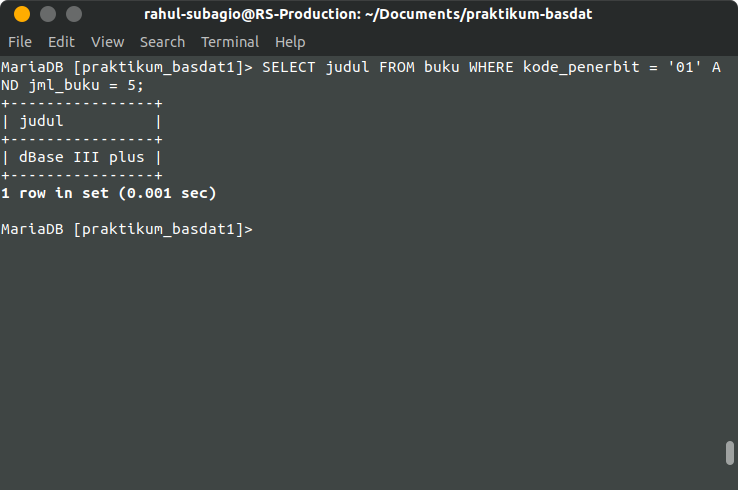 rahul-subagio@RS-Production: ~/Documents/praktikum-basdat
File Edit View Search Terminal Help
MariaDB [praktikum_basdat1]> SELECT judul FROM buku WHERE kode_penerbit = '01' A
ND jml_buku = 5;
+----------------+
| judul          |
+----------------+
| dBase III plus |
+----------------+
1 row in set (0.001 sec)

MariaDB [praktikum_basdat1]>